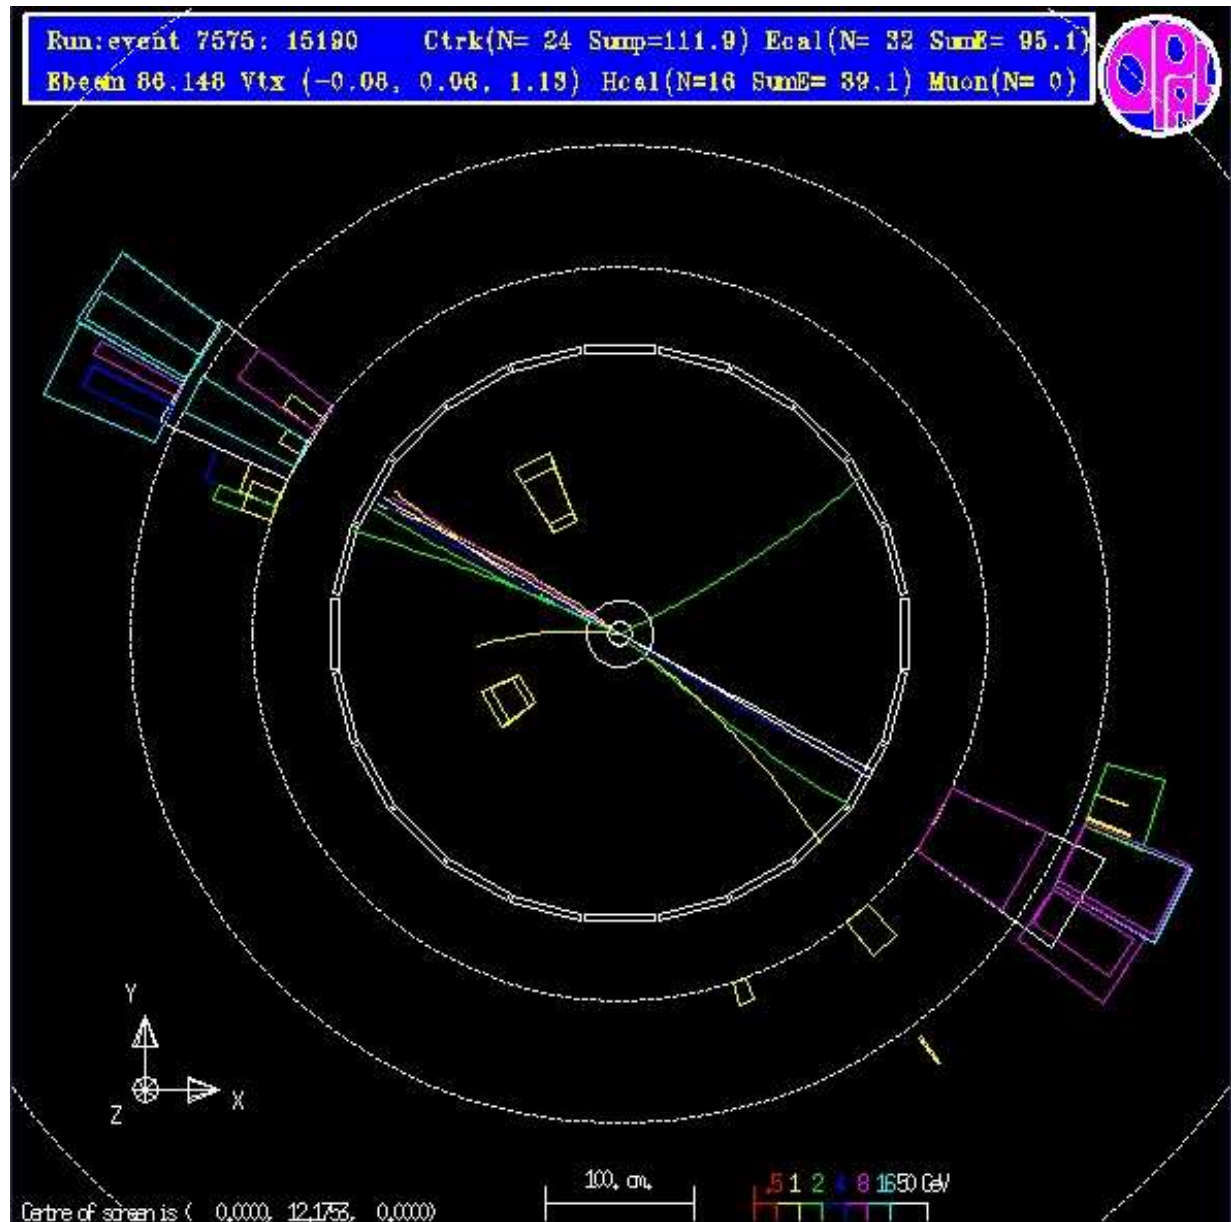 Run:event 7575: 15190 Ctrk(N= 24 Sump=111.9) Ecal(N= 32 SumE= 95.1)
Ebeam 86.148 Vtx (-0.08, 0.06, 1.13) Hcal(N=16 SumE= 39.1) Muon(N= 0)
OPAL
Y
X
Z
100. cm.
.5 1 2 4 8 16 50 GeV
Centre of screen is ( 0.0000, 12.1753, 0.0000)